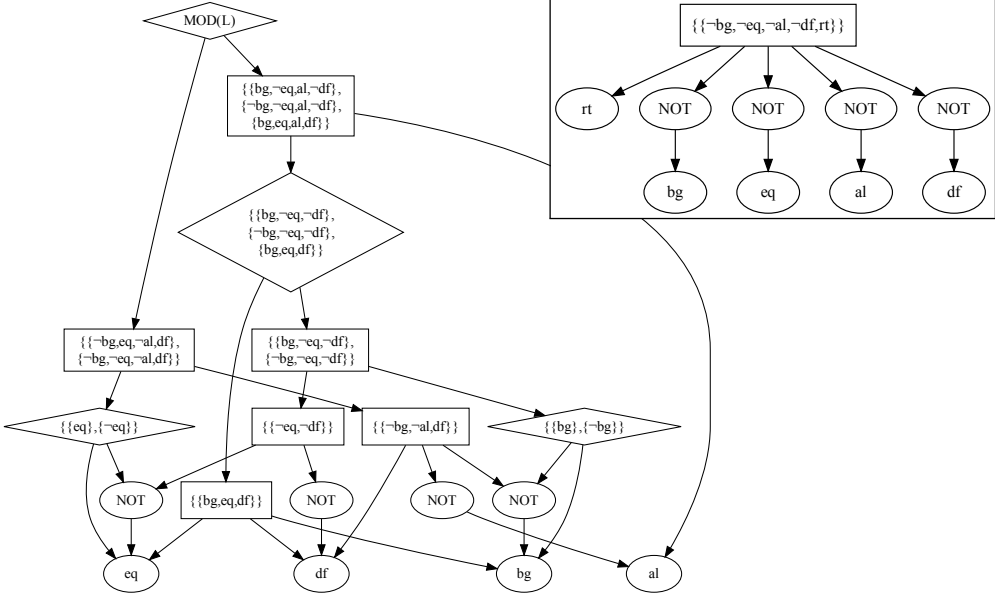 MOD(L)
{{¬bg,¬eq,¬al,¬df,rt}}
rt
NOT
NOT
NOT
NOT
bg
eq
al
df
{{bg,¬eq,al,¬df},
{¬bg,¬eq,al,¬df},
{bg,eq,al,df}}
{{bg,¬eq,¬df},
{¬bg,¬eq,¬df},
{bg,eq,df}}
{{¬bg,eq,¬al,df},
{¬bg,¬eq,¬al,df}}
{{bg,¬eq,¬df},
{¬bg,¬eq,¬df}}
{{eq},{¬eq}}
{{¬eq,¬df}}
{{¬bg,¬al,df}}
{{bg},{¬bg}}
NOT
{{bg,eq,df}}
NOT
NOT
NOT
eq
df
bg
al